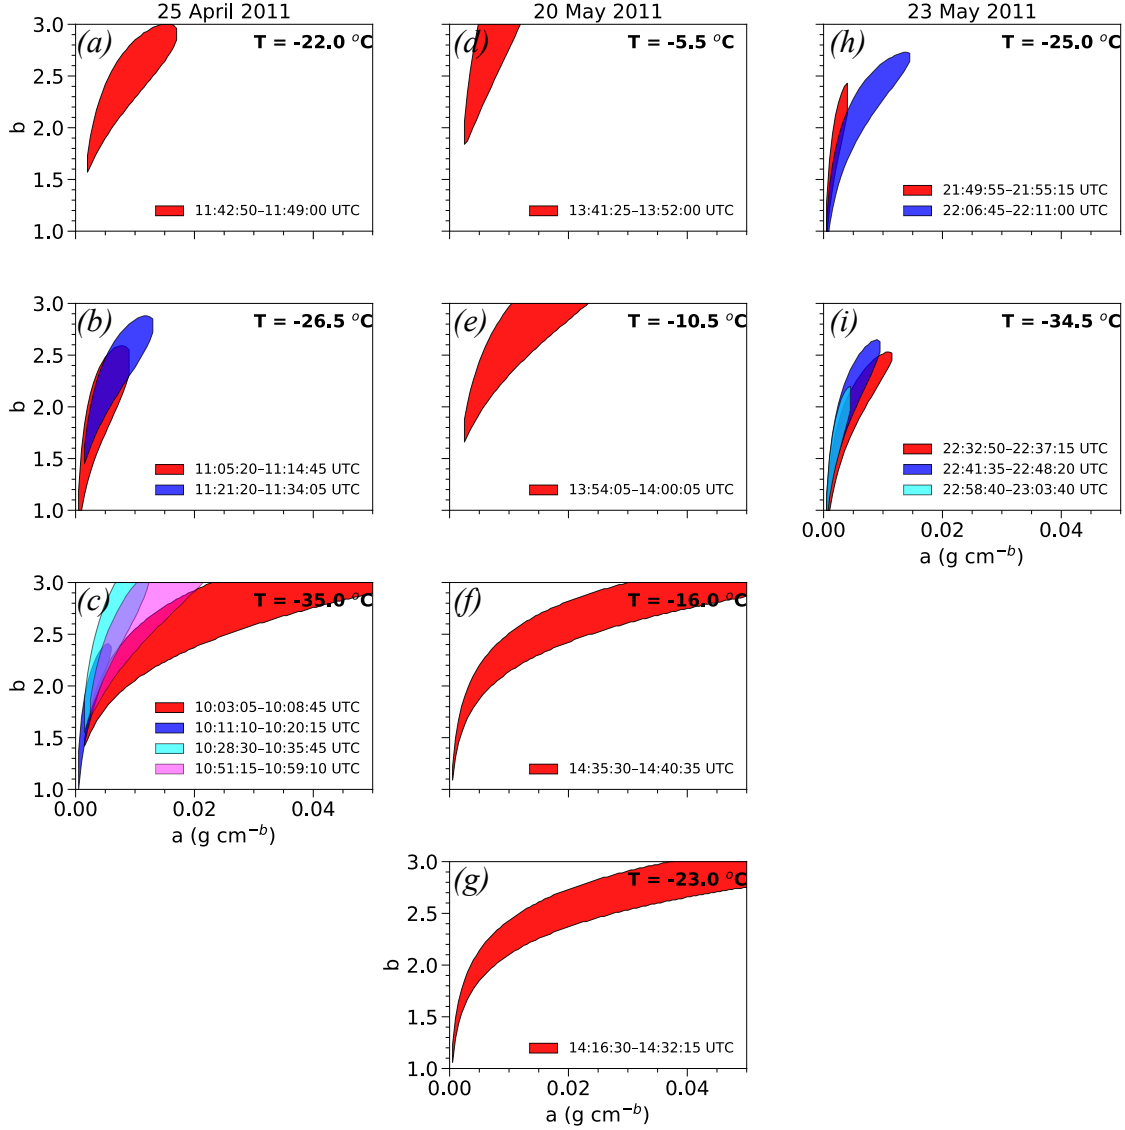 25 April 2011
20 May 2011
23 May 2011
(a)
T = -22.0 °C
3.0
2.5
2.0
1.5
1.0
b
11:42:50–11:49:00 UTC
(d)
T = -5.5 °C
13:41:25–13:52:00 UTC
(h)
T = -25.0 °C
21:49:55–21:55:15 UTC
22:06:45–22:11:00 UTC
(b)
T = -26.5 °C
3.0
2.5
2.0
1.5
1.0
b
11:05:20–11:14:45 UTC
11:21:20–11:34:05 UTC
(e)
T = -10.5 °C
13:54:05–14:00:05 UTC
(i)
T = -34.5 °C
22:32:50–22:37:15 UTC
22:41:35–22:48:20 UTC
22:58:40–23:03:40 UTC
0.00 0.02 0.04
a (g cm⁻ᵇ)
(c)
T = -35.0 °C
3.0
2.5
2.0
1.5
1.0
b
10:03:05–10:08:45 UTC
10:11:10–10:20:15 UTC
10:28:30–10:35:45 UTC
10:51:15–10:59:10 UTC
0.00 0.02 0.04
a (g cm⁻ᵇ)
(f)
T = -16.0 °C
14:35:30–14:40:35 UTC
(g)
T = -23.0 °C
3.0
2.5
2.0
1.5
1.0
b
14:16:30–14:32:15 UTC
0.00 0.02 0.04
a (g cm⁻ᵇ)